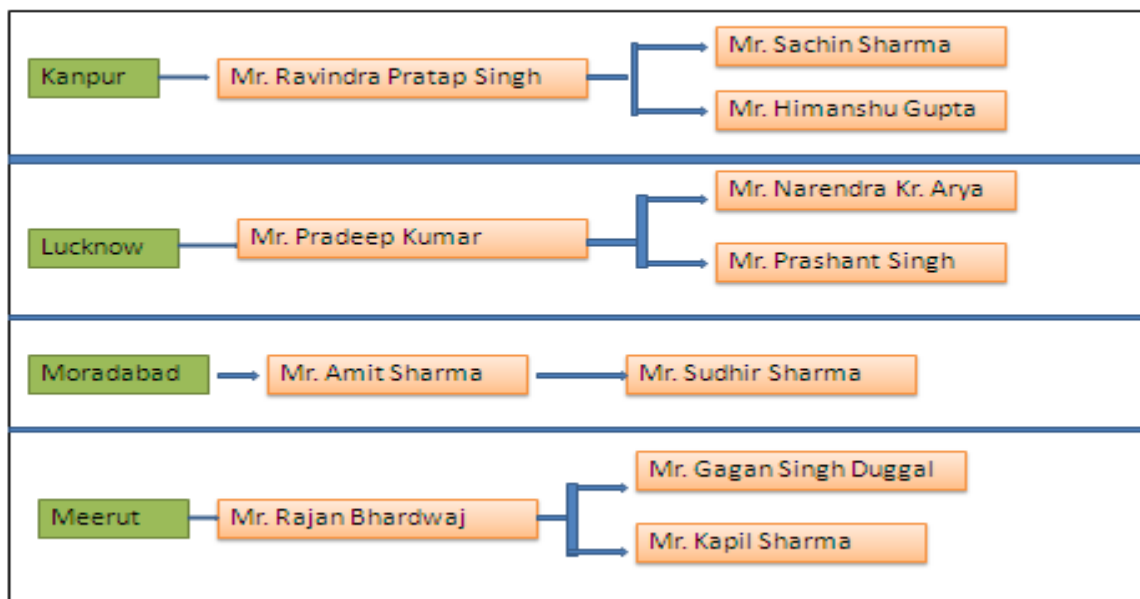 Kanpur
Mr. Ravindra Pratap Singh
Mr. Sachin Sharma
Mr. Himanshu Gupta
Lucknow
Mr. Pradeep Kumar
Mr. Narendra Kr. Arya
Mr. Prashant Singh
Moradabad
Mr. Amit Sharma
Mr. Sudhir Sharma
Meerut
Mr. Rajan Bhardwaj
Mr. Gagan Singh Duggal
Mr. Kapil Sharma